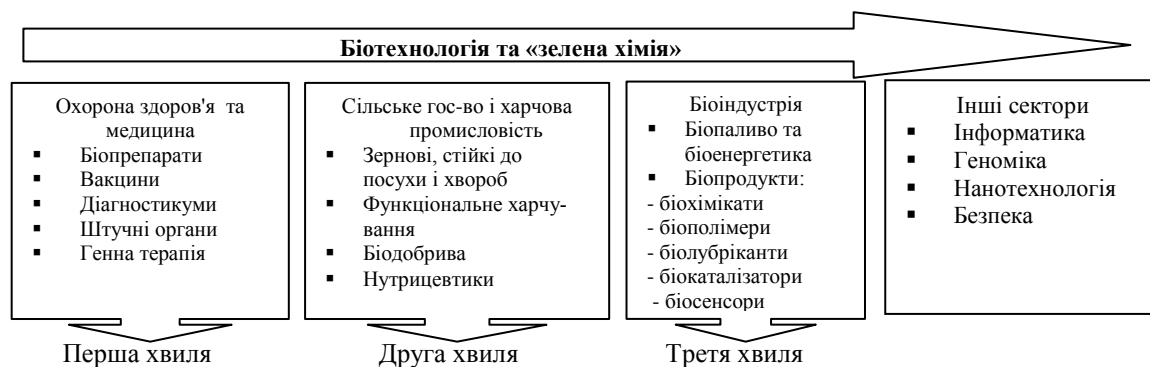 Біотехнологія та «зелена хімія»
Охорона здоров'я та
медицина
▪ Біопрепарати
▪ Вакцини
▪ Діагностикуми
▪ Штучні органи
▪ Генна терапія
Сільське гос-во і харчова
промисловість
▪ Зернові, стійкі до
посухи і хвороб
▪ Функціональне харчу-
вання
▪ Біодобрива
▪ Нутрицевтики
Біоіндустрія
▪ Біопаливо та
біоенергетика
▪ Біопродукти:
- біохімікати
- біополімери
- біолубріканти
- біокаталізатори
- біосенсори
Інші сектори
▪ Інформатика
▪ Геноміка
▪ Нанотехнологія
▪ Безпека
Перша хвиля
Друга хвиля
Третя хвиля